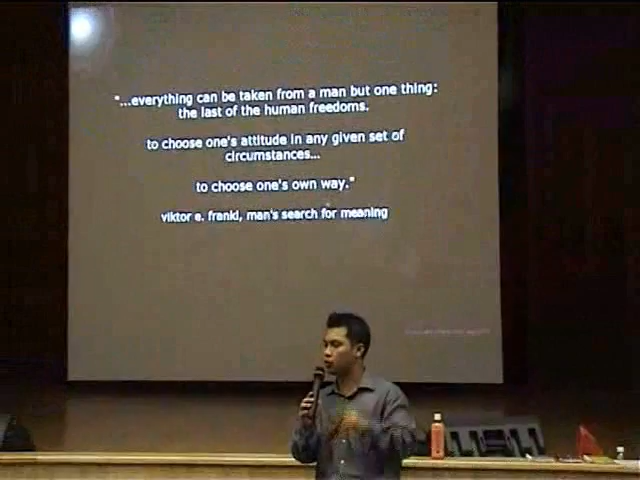 "...everything can be taken from a man but one thing:
the last of the human freedoms.
to choose one's attitude in any given set of
circumstances...
to choose one's own way."
viktor e. frankl, man's search for meaning